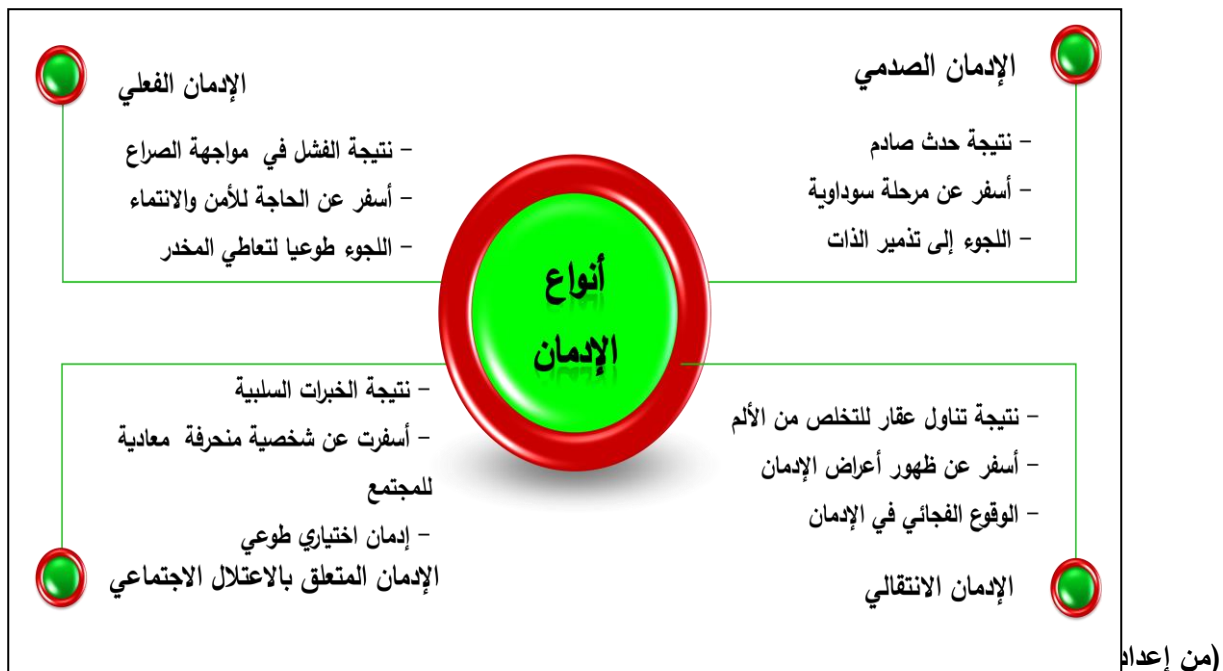 الإدمان الصدمي
- نتيجة حدث صادم
- أسفر عن مرحلة سوداوية
- اللجوء إلى تذمير الذات
الإدمان الفعلي
- نتيجة الفشل في مواجهة الصراع
- أسفر عن الحاجة للأمن والانتماء
- اللجوء طوعيا لتعاطي المخدر
أنواع
الإدمان
- نتيجة تناول عقار للتخلص من الألم
- أسفر عن ظهور أعراض الإدمان
- الوقوع الفجائي في الإدمان
الإدمان الانتقالي
- نتيجة الخبرات السلبية
- أسفرت عن شخصية منحرفة معادية
للمجتمع
- إدمان اختياري طوعي
الإدمان المتعلق بالاعتلال الاجتماعي
(من إعداد